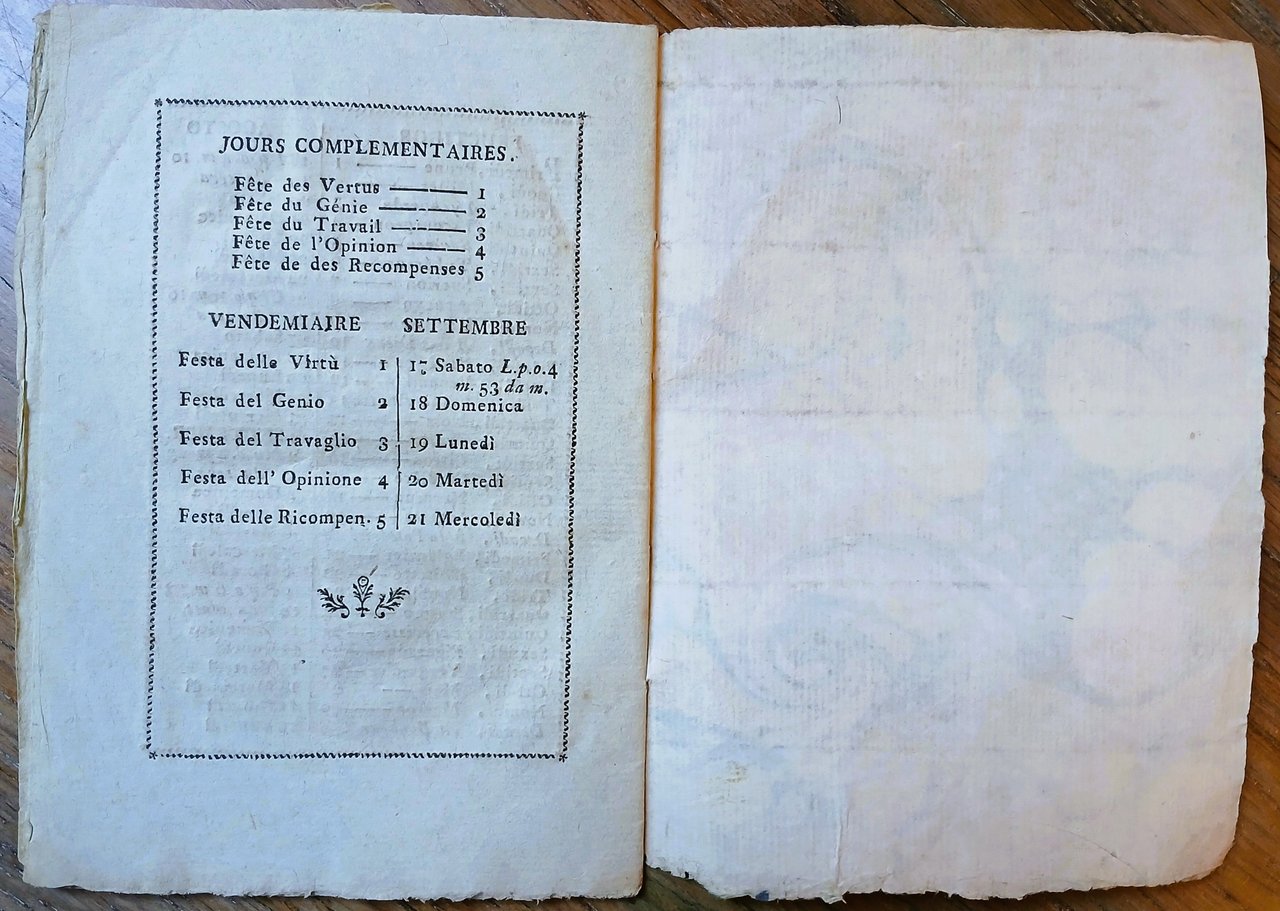 JOURS COMPLEMENTAIRES.
Fête des Vertus ——— 1
Fête du Génie ——— 2
Fête du Travail ——— 3
Fête de l'Opinion ——— 4
Fête de des Recompenses 5
VENDEMIAIRE SETTEMBRE
Festa delle Virtù 1 17 Sabato L.p.o.4
m. 53 da m.
Festa del Genio 2 18 Domenica
Festa del Travaglio 3 19 Lunedì
Festa dell' Opinione 4 20 Martedì
Festa delle Ricompen. 5 21 Mercoledì